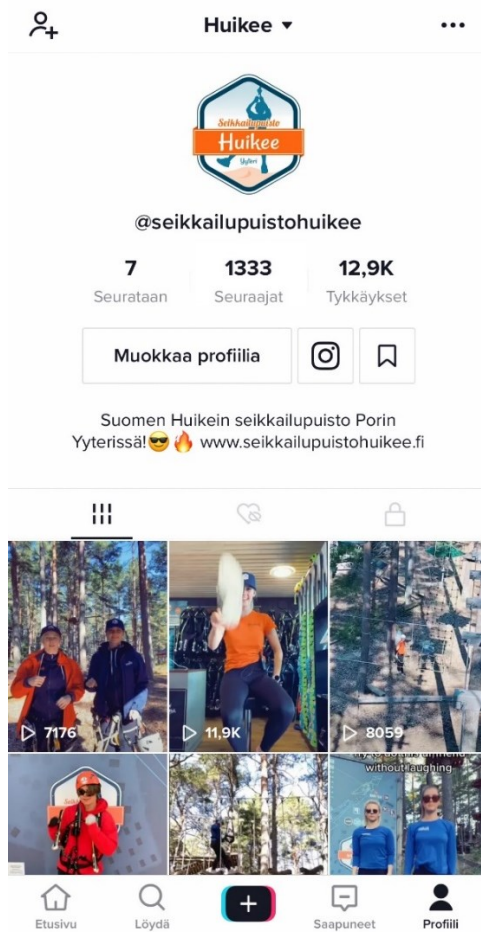 Huikee
Seikkailupuisto
Huikee
Yyteri
@seikkailupuistohuikee
7 1333 12,9K
Seurataan Seuraajat Tykkäykset
Muokkaa profiilia
Suomen Huikein seikkailupuisto Porin
Yyterissä!😎🔥 www.seikkailupuistohuikee.fi
7176 11,9K 8059
without laughing
Etusivu Löydä Saapuneet Profiili